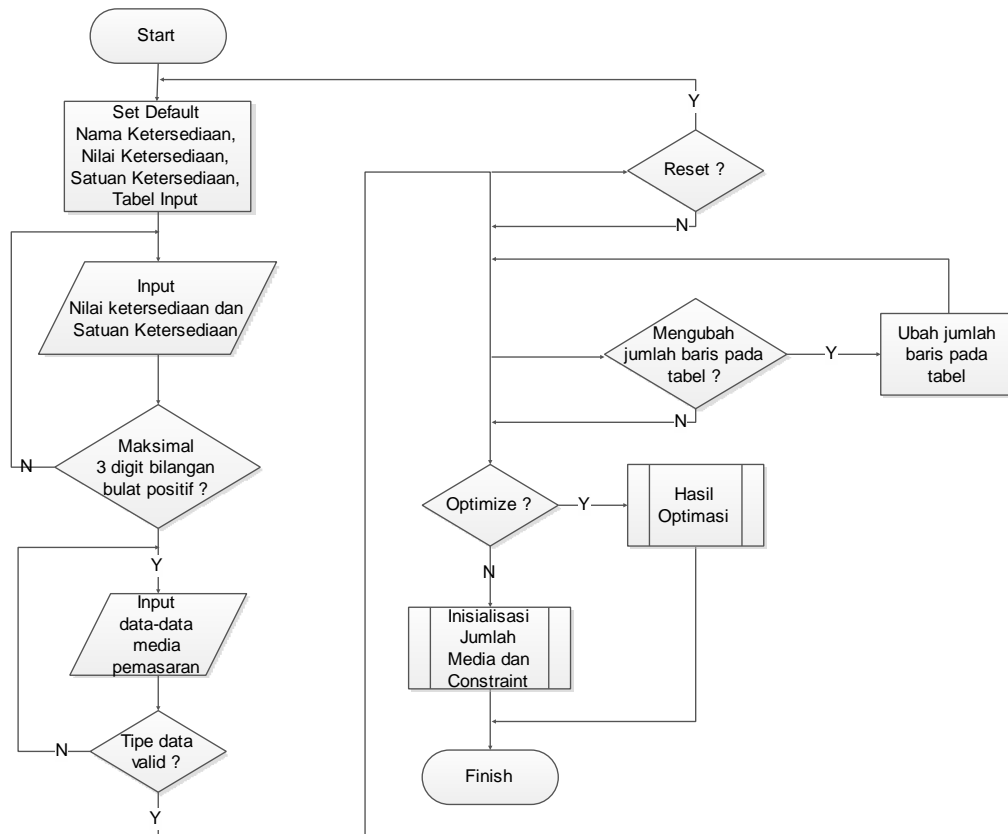 Start
Set Default
Nama Ketersediaan,
Nilai Ketersediaan,
Satuan Ketersediaan,
Tabel Input
Input
Nilai ketersediaan dan
Satuan Ketersediaan
N
Maksimal
3 digit bilangan
bulat positif ?
Y
Input
data-data
media
pemasaran
N
Tipe data
valid ?
Y
Y
Reset ?
N
Mengubah
jumlah baris pada
tabel ?
Y
Ubah jumlah
baris pada
tabel
N
Optimize ?
Y
Hasil
Optimasi
N
Inisialisasi
Jumlah
Media dan
Constraint
Finish